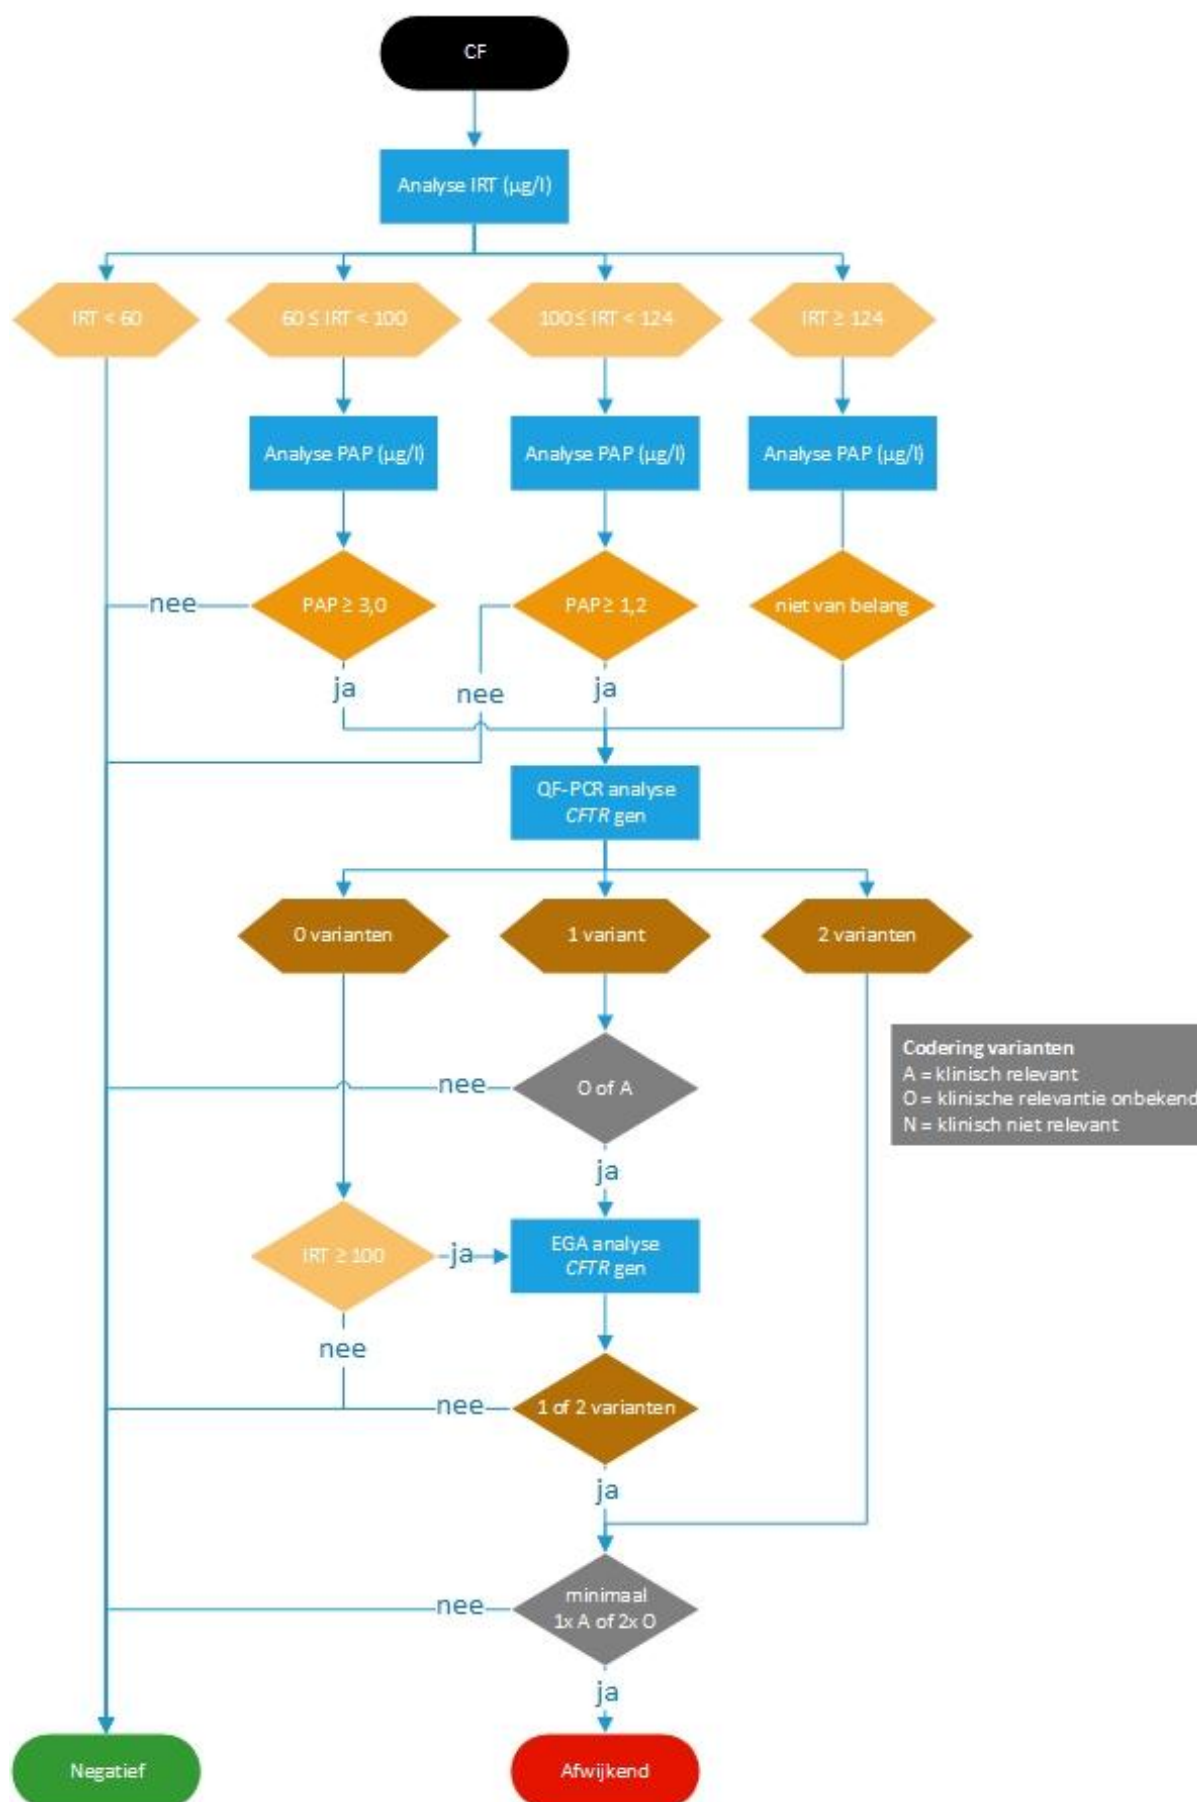 CF
Analyse IRT (µg/l)
IRT < 60
60 ≤ IRT < 100
100 ≤ IRT < 124
IRT ≥ 124
Analyse PAP (µg/l)
Analyse PAP (µg/l)
Analyse PAP (µg/l)
nee
PAP ≥ 3,0
PAP ≥ 1,2
niet van belang
ja
nee
ja
QF-PCR analyse
CFTR gen
0 varianten
1 variant
2 varianten
nee
O of A
Codering varianten
A = klinisch relevant
O = klinische relevantie onbekend
N = klinisch niet relevant
ja
IRT ≥ 100
ja
EGA analyse
CFTR gen
nee
nee
1 of 2 varianten
ja
nee
minimaal
1x A of 2x O
ja
Negatief
Afwijkend